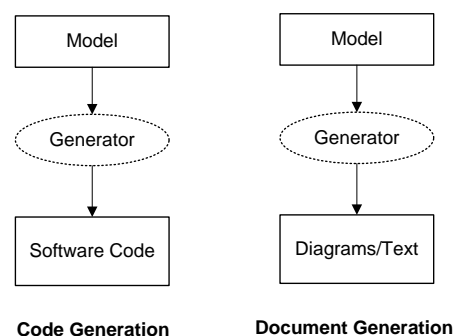 Model
Generator
Software Code
Code Generation
Model
Generator
Diagrams/Text
Document Generation